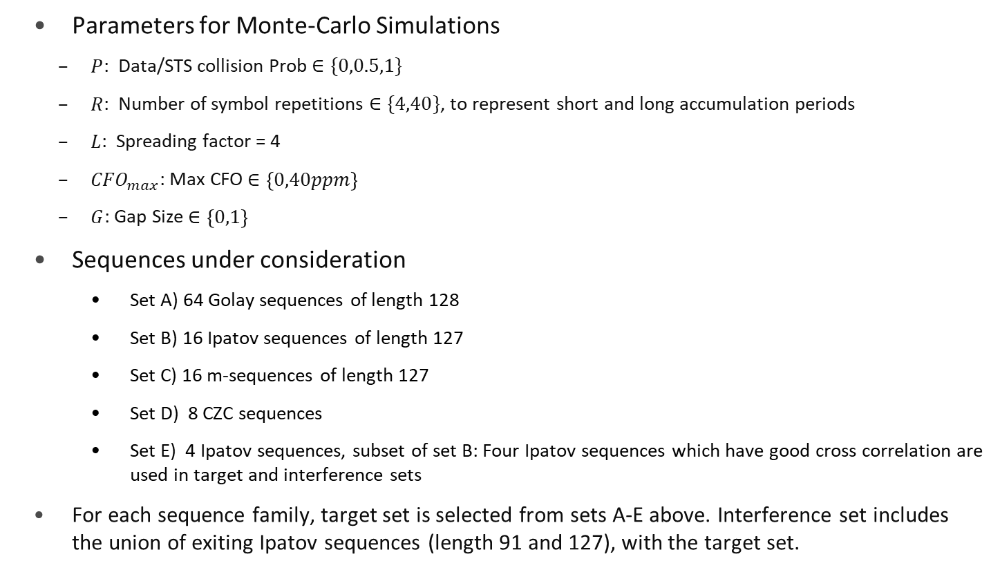 • Parameters for Monte-Carlo Simulations
– P: Data/STS collision Prob ∈ {0,0.5,1}
– R: Number of symbol repetitions ∈ {4,40}, to represent short and long accumulation periods
– L: Spreading factor = 4
– CFO_max: Max CFO ∈ {0,40ppm}
– G: Gap Size ∈ {0,1}
• Sequences under consideration
• Set A) 64 Golay sequences of length 128
• Set B) 16 Ipatov sequences of length 127
• Set C) 16 m-sequences of length 127
• Set D) 8 CZC sequences
• Set E) 4 Ipatov sequences, subset of set B: Four Ipatov sequences which have good cross correlation are
used in target and interference sets
• For each sequence family, target set is selected from sets A-E above. Interference set includes
the union of exiting Ipatov sequences (length 91 and 127), with the target set.